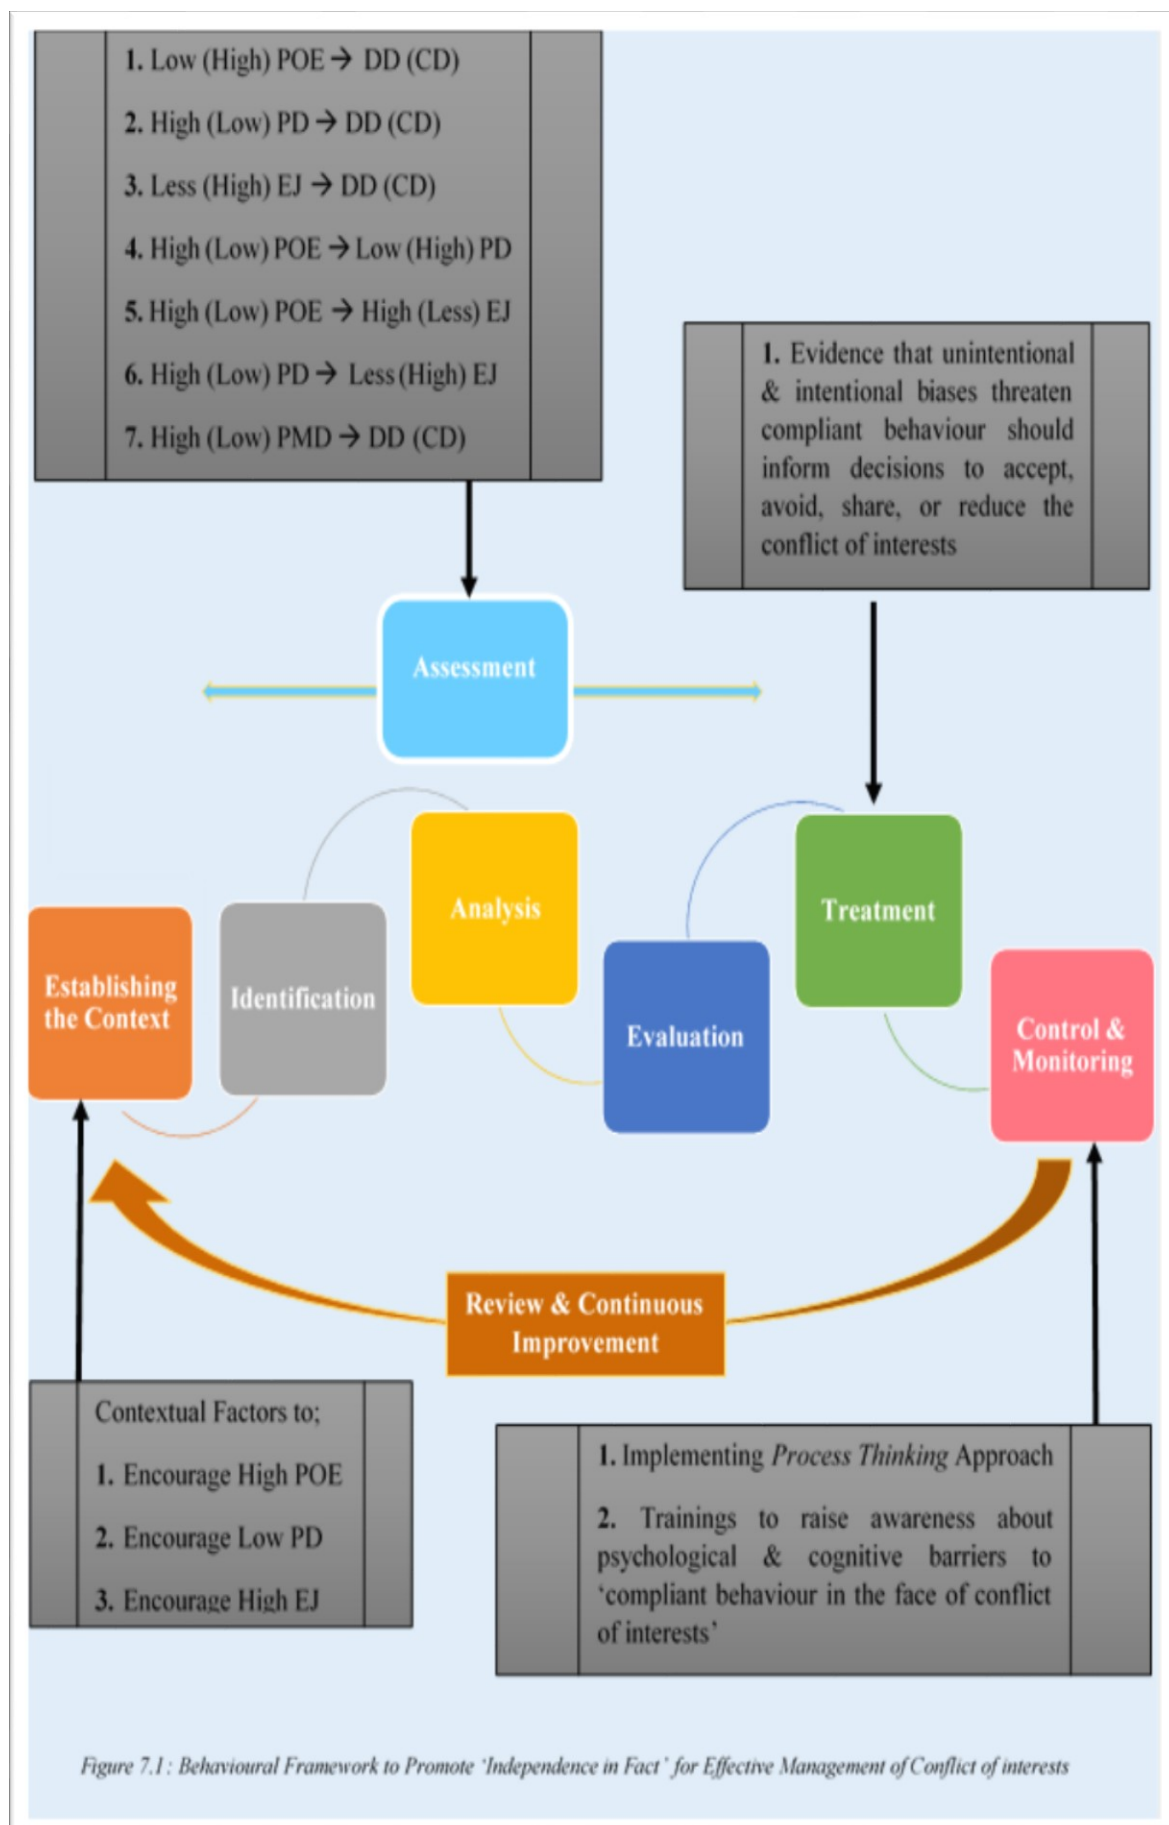 1. Low (High) POE → DD (CD)
2. High (Low) PD → DD (CD)
3. Less (High) EJ → DD (CD)
4. High (Low) POE → Low (High) PD
5. High (Low) POE → High (Less) EJ
6. High (Low) PD → Less (High) EJ
7. High (Low) PMD → DD (CD)
1. Evidence that unintentional
& intentional biases threaten
compliant behaviour should
inform decisions to accept,
avoid, share, or reduce the
conflict of interests
Assessment
Establishing
the Context
Identification
Analysis
Evaluation
Treatment
Control &
Monitoring
Review & Continuous
Improvement
Contextual Factors to;
1. Encourage High POE
2. Encourage Low PD
3. Encourage High EJ
1. Implementing Process Thinking Approach
2. Trainings to raise awareness about
psychological & cognitive barriers to
‘compliant behaviour in the face of conflict
of interests’
Figure 7.1: Behavioural Framework to Promote ‘Independence in Fact’ for Effective Management of Conflict of interests